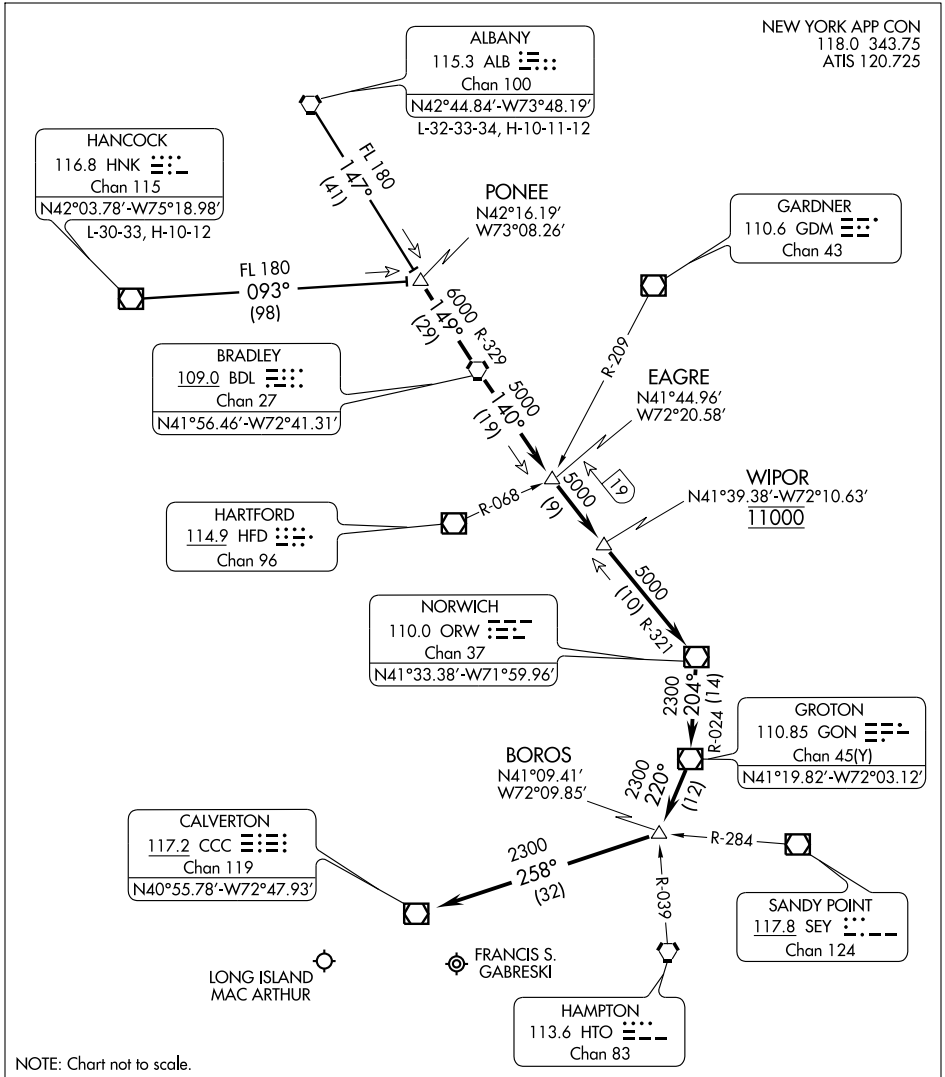 NEW YORK APP CON
118.0 343.75
ATIS 120.725
ALBANY
115.3 ALB
Chan 100
N42°44.84’-W73°48.19’
L-32-33-34, H-10-11-12
HANCOCK
116.8 HNK
Chan 115
N42°03.78’-W75°18.98’
L-30-33, H-10-12
FL 180
147°
(41)
PONEE
N42°16.19’
W73°08.26’
GARDNER
110.6 GDM
Chan 43
FL 180
093°
(98)
6000 R-329
149°
(29)
BRADLEY
109.0 BDL
Chan 27
N41°56.46’-W72°41.31’
5000
140°
(19)
R-209
EAGRE
N41°44.96’
W72°20.58’
HARTFORD
114.9 HFD
Chan 96
R-068
5000
(9)
19
WIPOR
N41°39.38’-W72°10.63’
11000
5000
(10) R-321
NORWICH
110.0 ORW
Chan 37
N41°33.38’-W71°59.96’
2300
204°
R-024 (14)
GROTON
110.85 GON
Chan 45(Y)
N41°19.82’-W72°03.12’
BOROS
N41°09.41’
W72°09.85’
2300
220°
(12)
CALVERTON
117.2 CCC
Chan 119
N40°55.78’-W72°47.93’
2300
258°
(32)
R-284
R-039
SANDY POINT
117.8 SEY
Chan 124
LONG ISLAND
MAC ARTHUR
FRANCIS S.
GABRESKI
HAMPTON
113.6 HTO
Chan 83
NOTE: Chart not to scale.